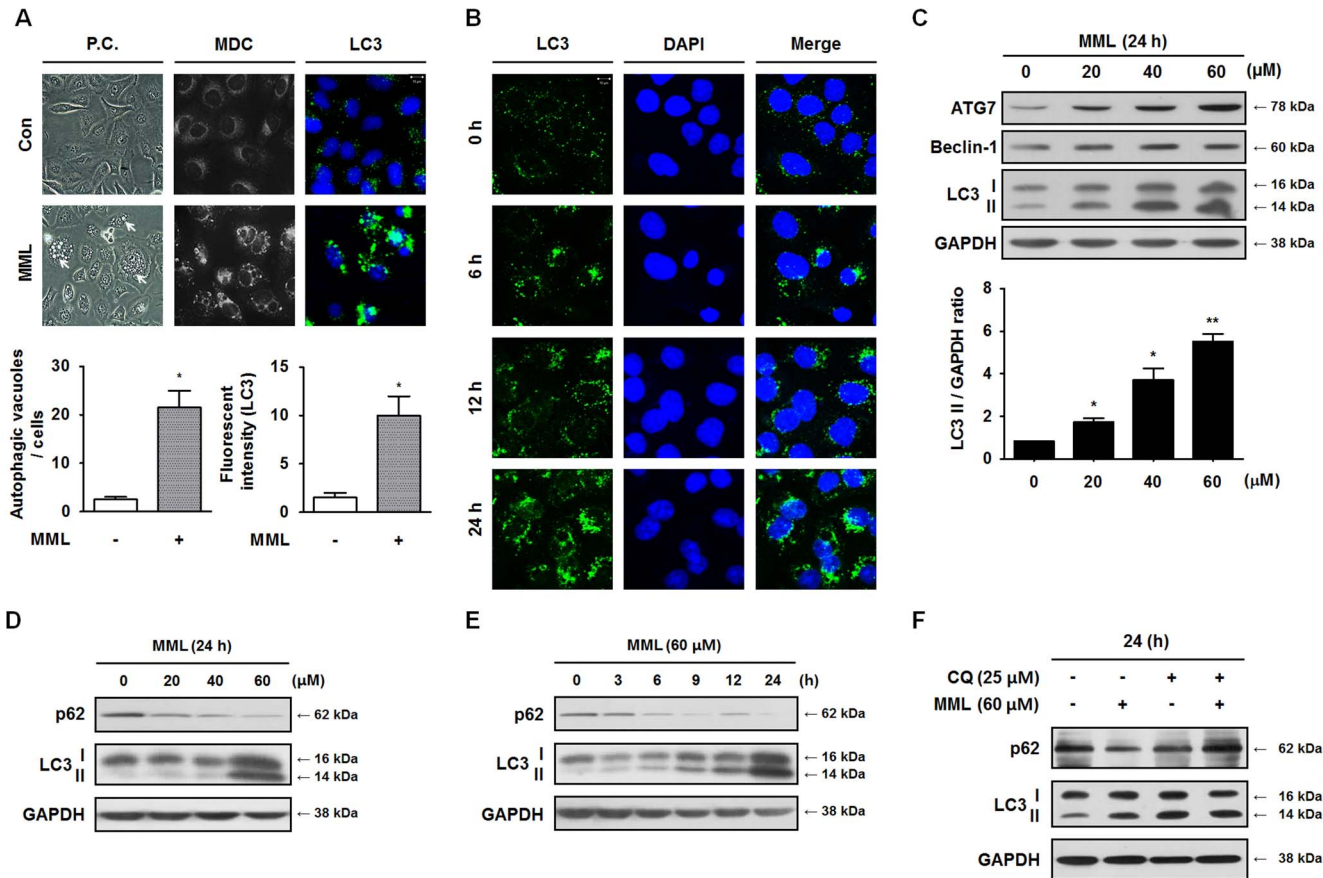 A
P.C. MDC LC3
Con
MML
Autophagic vacuoles
/ cells
30
20
10
0
*
MML - +
Fluorescent
intensity (LC3)
15
10
5
0
*
MML - +
B
LC3 DAPI Merge
0 h
6 h
12 h
24 h
C
MML (24 h)
0 20 40 60 (µM)
ATG7 ← 78 kDa
Beclin-1 ← 60 kDa
LC3 I ← 16 kDa
II ← 14 kDa
GAPDH ← 38 kDa
LC3 II / GAPDH ratio
8
6
4
2
0
* * **
0 20 40 60 (µM)
D
MML (24 h)
0 20 40 60 (µM)
p62 ← 62 kDa
LC3 I ← 16 kDa
II ← 14 kDa
GAPDH ← 38 kDa
E
MML (60 µM)
0 3 6 9 12 24 (h)
p62 ← 62 kDa
LC3 I ← 16 kDa
II ← 14 kDa
GAPDH ← 38 kDa
F
24 (h)
CQ (25 µM) - - + +
MML (60 µM) - + - +
p62 ← 62 kDa
LC3 I ← 16 kDa
II ← 14 kDa
GAPDH ← 38 kDa